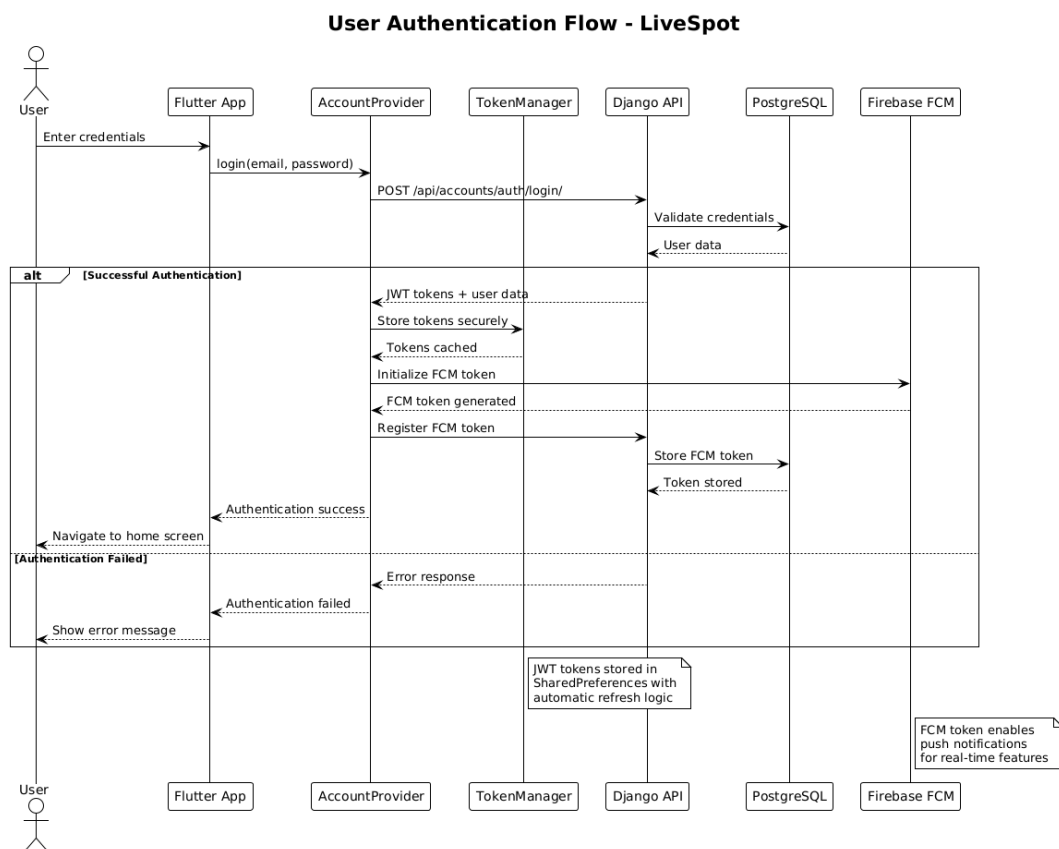 User Authentication Flow - LiveSpot
User
Flutter App
AccountProvider
TokenManager
Django API
PostgreSQL
Firebase FCM
Enter credentials
login(email, password)
POST /api/accounts/auth/login/
Validate credentials
User data
alt
[Successful Authentication]
JWT tokens + user data
Store tokens securely
Tokens cached
Initialize FCM token
FCM token generated
Register FCM token
Store FCM token
Token stored
Authentication success
Navigate to home screen
[Authentication Failed]
Error response
Authentication failed
Show error message
JWT tokens stored in
SharedPreferences with
automatic refresh logic
FCM token enables
push notifications
for real-time features
User
Flutter App
AccountProvider
TokenManager
Django API
PostgreSQL
Firebase FCM